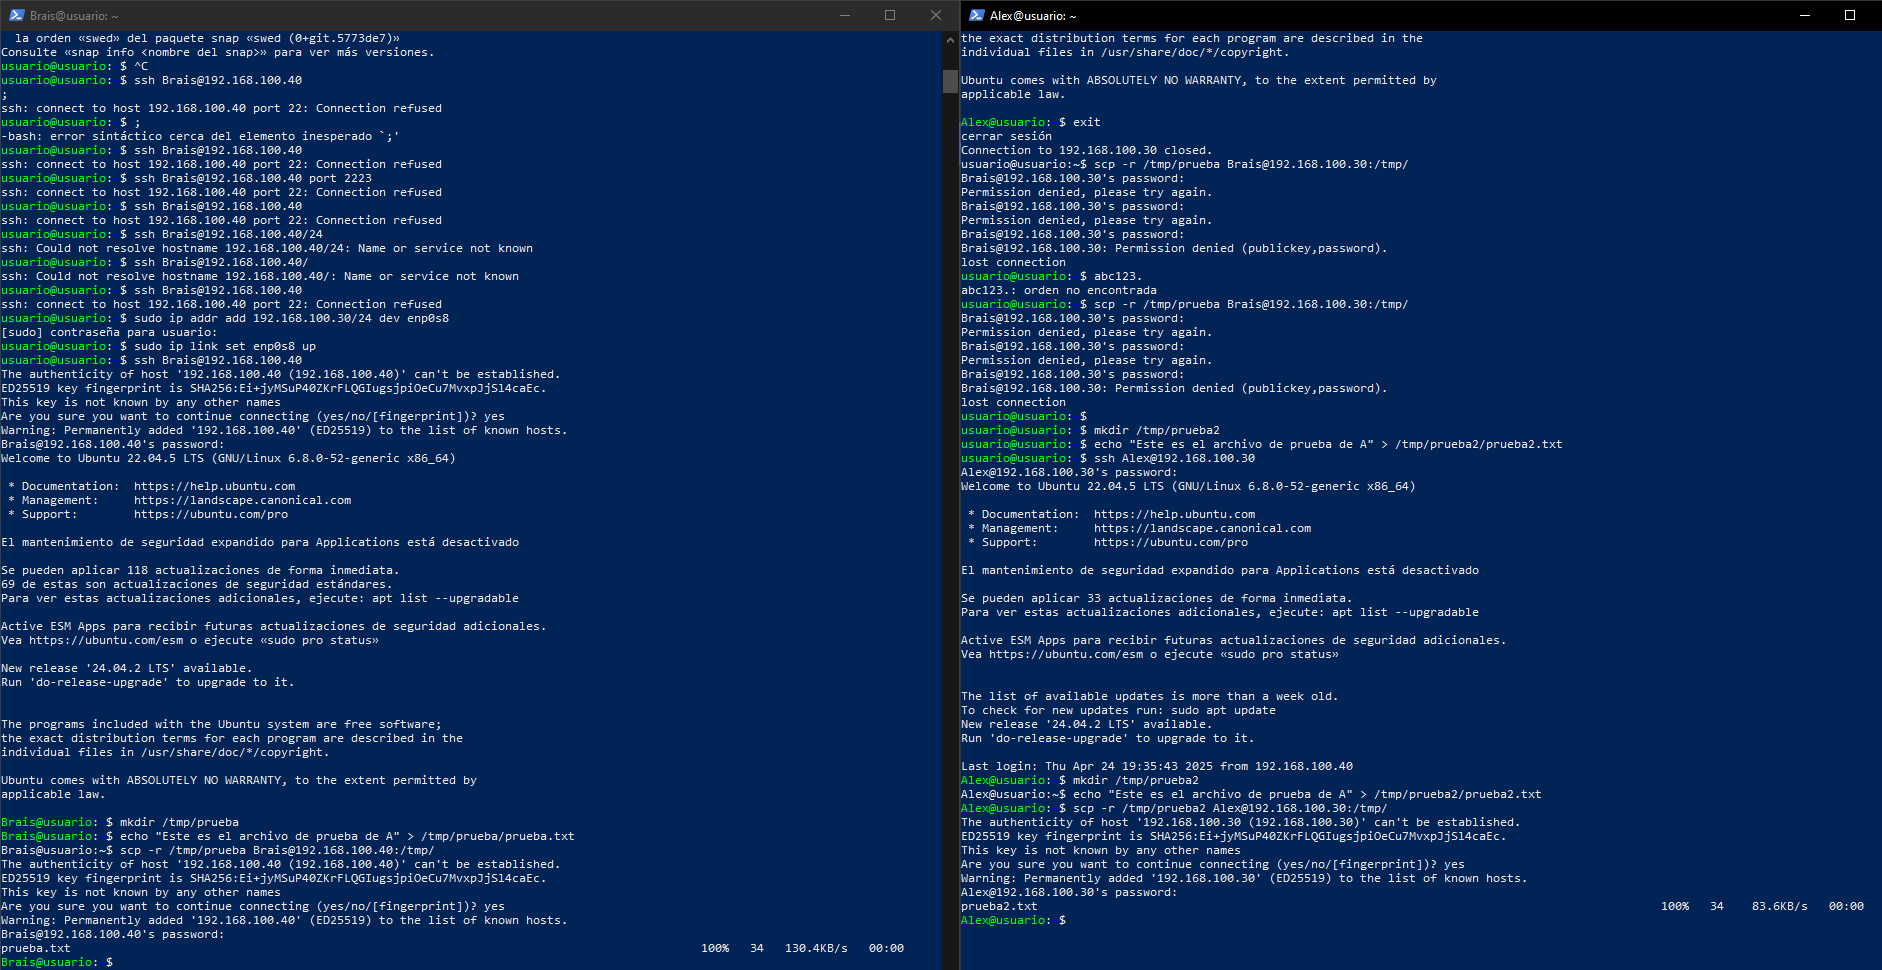 Brais@usuario: ~
  la orden «swed» del paquete snap «swed (0+git.5773de7)»
Consulte «snap info <nombre del snap>» para ver más versiones.
usuario@usuario:~$ ^C
usuario@usuario:~$ ssh Brais@192.168.100.40
;
ssh: connect to host 192.168.100.40 port 22: Connection refused
usuario@usuario:~$ ;
-bash: error sintáctico cerca del elemento inesperado `;'
usuario@usuario:~$ ssh Brais@192.168.100.40
ssh: connect to host 192.168.100.40 port 22: Connection refused
usuario@usuario:~$ ssh Brais@192.168.100.40 port 2223
ssh: connect to host 192.168.100.40 port 22: Connection refused
usuario@usuario:~$ ssh Brais@192.168.100.40
ssh: connect to host 192.168.100.40 port 22: Connection refused
usuario@usuario:~$ ssh Brais@192.168.100.40/24
ssh: Could not resolve hostname 192.168.100.40/24: Name or service not known
usuario@usuario:~$ ssh Brais@192.168.100.40/
ssh: Could not resolve hostname 192.168.100.40/: Name or service not known
usuario@usuario:~$ ssh Brais@192.168.100.40
ssh: connect to host 192.168.100.40 port 22: Connection refused
usuario@usuario:~$ sudo ip addr add 192.168.100.30/24 dev enp0s8
[sudo] contraseña para usuario:
usuario@usuario:~$ sudo ip link set enp0s8 up
usuario@usuario:~$ ssh Brais@192.168.100.40
The authenticity of host '192.168.100.40 (192.168.100.40)' can't be established.
ED25519 key fingerprint is SHA256:Ei+jyMSuP40ZKrFLQGIugsjpiOeCu7MvxpJjSl4caEc.
This key is not known by any other names
Are you sure you want to continue connecting (yes/no/[fingerprint])? yes
Warning: Permanently added '192.168.100.40' (ED25519) to the list of known hosts.
Brais@192.168.100.40's password:
Welcome to Ubuntu 22.04.5 LTS (GNU/Linux 6.8.0-52-generic x86_64)
 * Documentation:  https://help.ubuntu.com
 * Management:     https://landscape.canonical.com
 * Support:        https://ubuntu.com/pro
El mantenimiento de seguridad expandido para Applications está desactivado
Se pueden aplicar 118 actualizaciones de forma inmediata.
69 de estas son actualizaciones de seguridad estándares.
Para ver estas actualizaciones adicionales, ejecute: apt list --upgradable
Active ESM Apps para recibir futuras actualizaciones de seguridad adicionales.
Vea https://ubuntu.com/esm o ejecute «sudo pro status»
New release '24.04.2 LTS' available.
Run 'do-release-upgrade' to upgrade to it.
The programs included with the Ubuntu system are free software;
the exact distribution terms for each program are described in the
individual files in /usr/share/doc/*/copyright.
Ubuntu comes with ABSOLUTELY NO WARRANTY, to the extent permitted by
applicable law.
Brais@usuario:~$ mkdir /tmp/prueba
Brais@usuario:~$ echo "Este es el archivo de prueba de A" > /tmp/prueba/prueba.txt
Brais@usuario:~$ scp -r /tmp/prueba Brais@192.168.100.40:/tmp/
The authenticity of host '192.168.100.40 (192.168.100.40)' can't be established.
ED25519 key fingerprint is SHA256:Ei+jyMSuP40ZKrFLQGIugsjpiOeCu7MvxpJjSl4caEc.
This key is not known by any other names
Are you sure you want to continue connecting (yes/no/[fingerprint])? yes
Warning: Permanently added '192.168.100.40' (ED25519) to the list of known hosts.
Brais@192.168.100.40's password:
prueba.txt 100% 34 130.4KB/s 00:00
Brais@usuario:~$
Alex@usuario: ~
the exact distribution terms for each program are described in the
individual files in /usr/share/doc/*/copyright.
Ubuntu comes with ABSOLUTELY NO WARRANTY, to the extent permitted by
applicable law.
Alex@usuario:~$ exit
cerrar sesión
Connection to 192.168.100.30 closed.
usuario@usuario:~$ scp -r /tmp/prueba Brais@192.168.100.30:/tmp/
Brais@192.168.100.30's password:
Permission denied, please try again.
Brais@192.168.100.30's password:
Permission denied, please try again.
Brais@192.168.100.30's password:
Brais@192.168.100.30: Permission denied (publickey,password).
lost connection
usuario@usuario:~$ abc123.
abc123.: orden no encontrada
usuario@usuario:~$ scp -r /tmp/prueba Brais@192.168.100.30:/tmp/
Brais@192.168.100.30's password:
Permission denied, please try again.
Brais@192.168.100.30's password:
Permission denied, please try again.
Brais@192.168.100.30's password:
Brais@192.168.100.30: Permission denied (publickey,password).
lost connection
usuario@usuario:~$
usuario@usuario:~$ mkdir /tmp/prueba2
usuario@usuario:~$ echo "Este es el archivo de prueba de A" > /tmp/prueba2/prueba2.txt
usuario@usuario:~$ ssh Alex@192.168.100.30
Alex@192.168.100.30's password:
Welcome to Ubuntu 22.04.5 LTS (GNU/Linux 6.8.0-52-generic x86_64)
 * Documentation:  https://help.ubuntu.com
 * Management:     https://landscape.canonical.com
 * Support:        https://ubuntu.com/pro
El mantenimiento de seguridad expandido para Applications está desactivado
Se pueden aplicar 33 actualizaciones de forma inmediata.
Para ver estas actualizaciones adicionales, ejecute: apt list --upgradable
Active ESM Apps para recibir futuras actualizaciones de seguridad adicionales.
Vea https://ubuntu.com/esm o ejecute «sudo pro status»
The list of available updates is more than a week old.
To check for new updates run: sudo apt update
New release '24.04.2 LTS' available.
Run 'do-release-upgrade' to upgrade to it.
Last login: Thu Apr 24 19:35:43 2025 from 192.168.100.40
Alex@usuario:~$ mkdir /tmp/prueba2
Alex@usuario:~$ echo "Este es el archivo de prueba de A" > /tmp/prueba2/prueba2.txt
Alex@usuario:~$ scp -r /tmp/prueba2 Alex@192.168.100.30:/tmp/
The authenticity of host '192.168.100.30 (192.168.100.30)' can't be established.
ED25519 key fingerprint is SHA256:Ei+jyMSuP40ZKrFLQGIugsjpiOeCu7MvxpJjSl4caEc.
This key is not known by any other names
Are you sure you want to continue connecting (yes/no/[fingerprint])? yes
Warning: Permanently added '192.168.100.30' (ED25519) to the list of known hosts.
Alex@192.168.100.30's password:
prueba2.txt 100% 34 83.6KB/s 00:00
Alex@usuario:~$